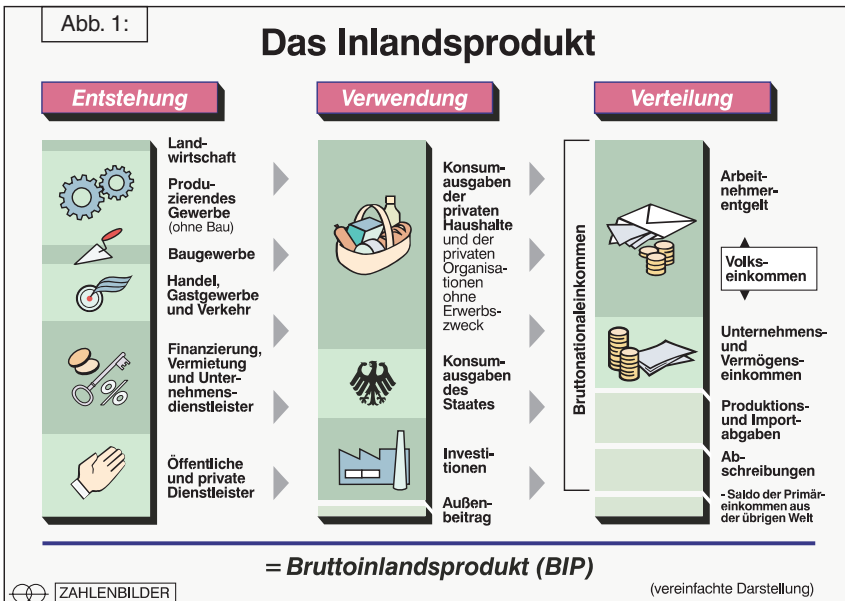 Abb. 1:
Das Inlandsprodukt
Entstehung
Land-
wirtschaft
Produ-
zierendes
Gewerbe
(ohne Bau)
Baugewerbe
Handel,
Gastgewerbe
und Verkehr
Finanzierung,
Vermietung
und Unter-
nehmens-
dienstleister
Öffentliche
und private
Dienstleister
Verwendung
Konsum-
ausgaben
der
privaten
Haushalte
und der
privaten
Organisa-
tionen
ohne
Erwerbs-
zweck
Konsum-
ausgaben
des
Staates
Investi-
tionen
Außen-
beitrag
Verteilung
Bruttonationaleinkommen
Arbeit-
nehmer-
entgelt
Volks-
einkommen
Unternehmens-
und
Vermögens-
einkommen
Produktions-
und Import-
abgaben
Ab-
schreibungen
- Saldo der Primär-
einkommen aus
der übrigen Welt
= Bruttoinlandsprodukt (BIP)
ZAHLENBILDER
(vereinfachte Darstellung)